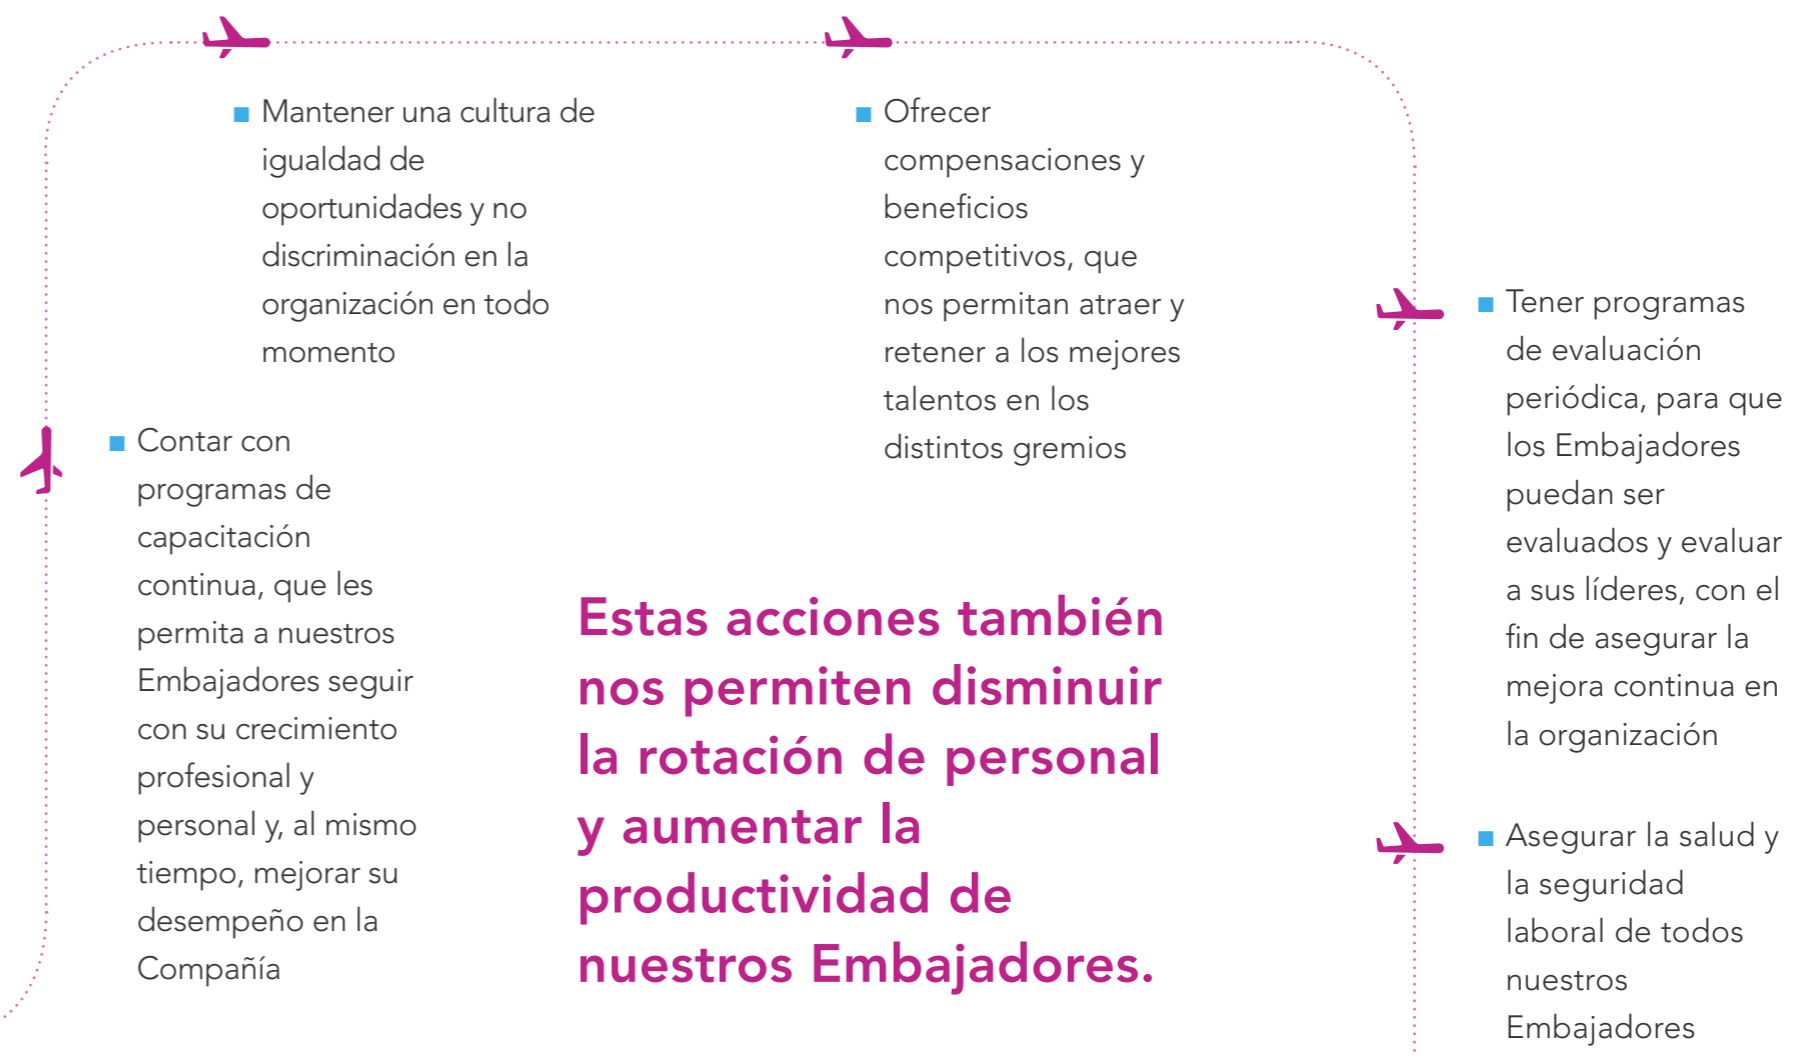 Mantener una cultura de
igualdad de
oportunidades y no
discriminación en la
organización en todo
momento
Ofrecer
compensaciones y
beneficios
competitivos, que
nos permitan atraer y
retener a los mejores
talentos en los
distintos gremios
Tener programas
de evaluación
periódica, para que
los Embajadores
puedan ser
evaluados y evaluar
a sus líderes, con el
fin de asegurar la
mejora continua en
la organización
Contar con
programas de
capacitación
continua, que les
permita a nuestros
Embajadores seguir
con su crecimiento
profesional y
personal y, al mismo
tiempo, mejorar su
desempeño en la
Compañía
Estas acciones también
nos permiten disminuir
la rotación de personal
y aumentar la
productividad de
nuestros Embajadores.
Asegurar la salud y
la seguridad
laboral de todos
nuestros
Embajadores